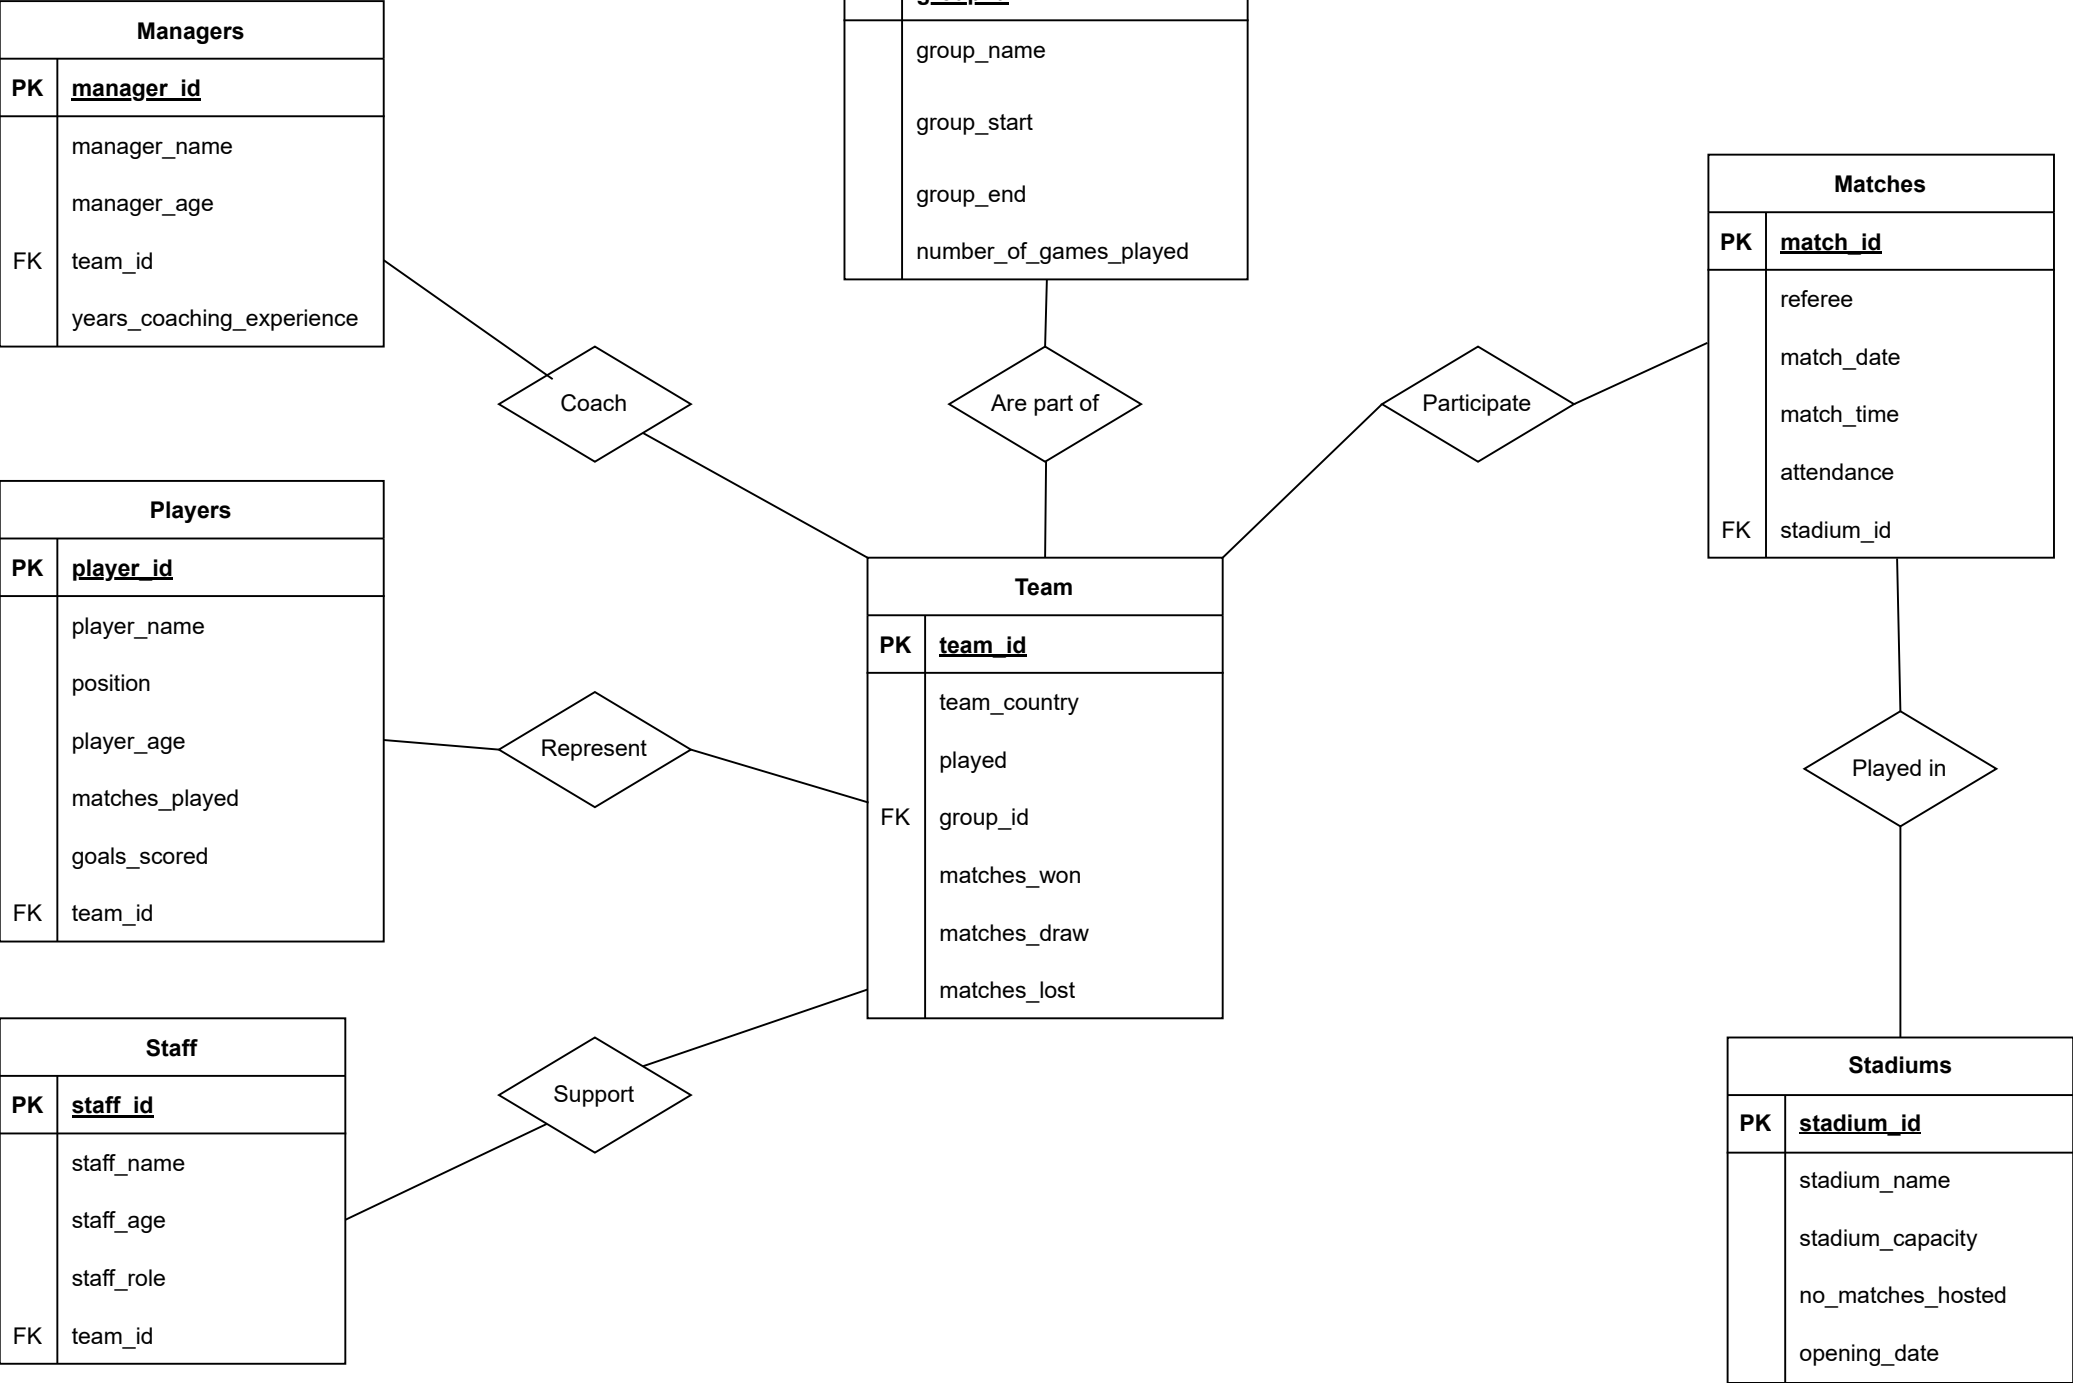 Managers
PK manager_id
manager_name
manager_age
FK team_id
years_coaching_experience
group_name
group_start
group_end
number_of_games_played
Matches
PK match_id
referee
match_date
match_time
attendance
FK stadium_id
Coach
Are part of
Participate
Players
PK player_id
player_name
position
player_age
matches_played
goals_scored
FK team_id
Represent
Team
PK team_id
team_country
played
FK group_id
matches_won
matches_draw
matches_lost
Played in
Staff
PK staff_id
staff_name
staff_age
staff_role
FK team_id
Support
Stadiums
PK stadium_id
stadium_name
stadium_capacity
no_matches_hosted
opening_date